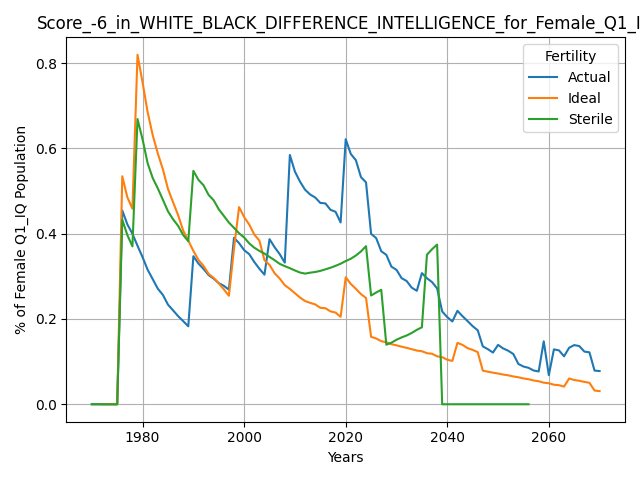 Score_-6_in_WHITE_BLACK_DIFFERENCE_INTELLIGENCE_for_Female_Q1_I
Fertility
Actual
Ideal
Sterile
% of Female Q1_IQ Population
0.8
0.6
0.4
0.2
0.0
1980 2000 2020 2040 2060
Years